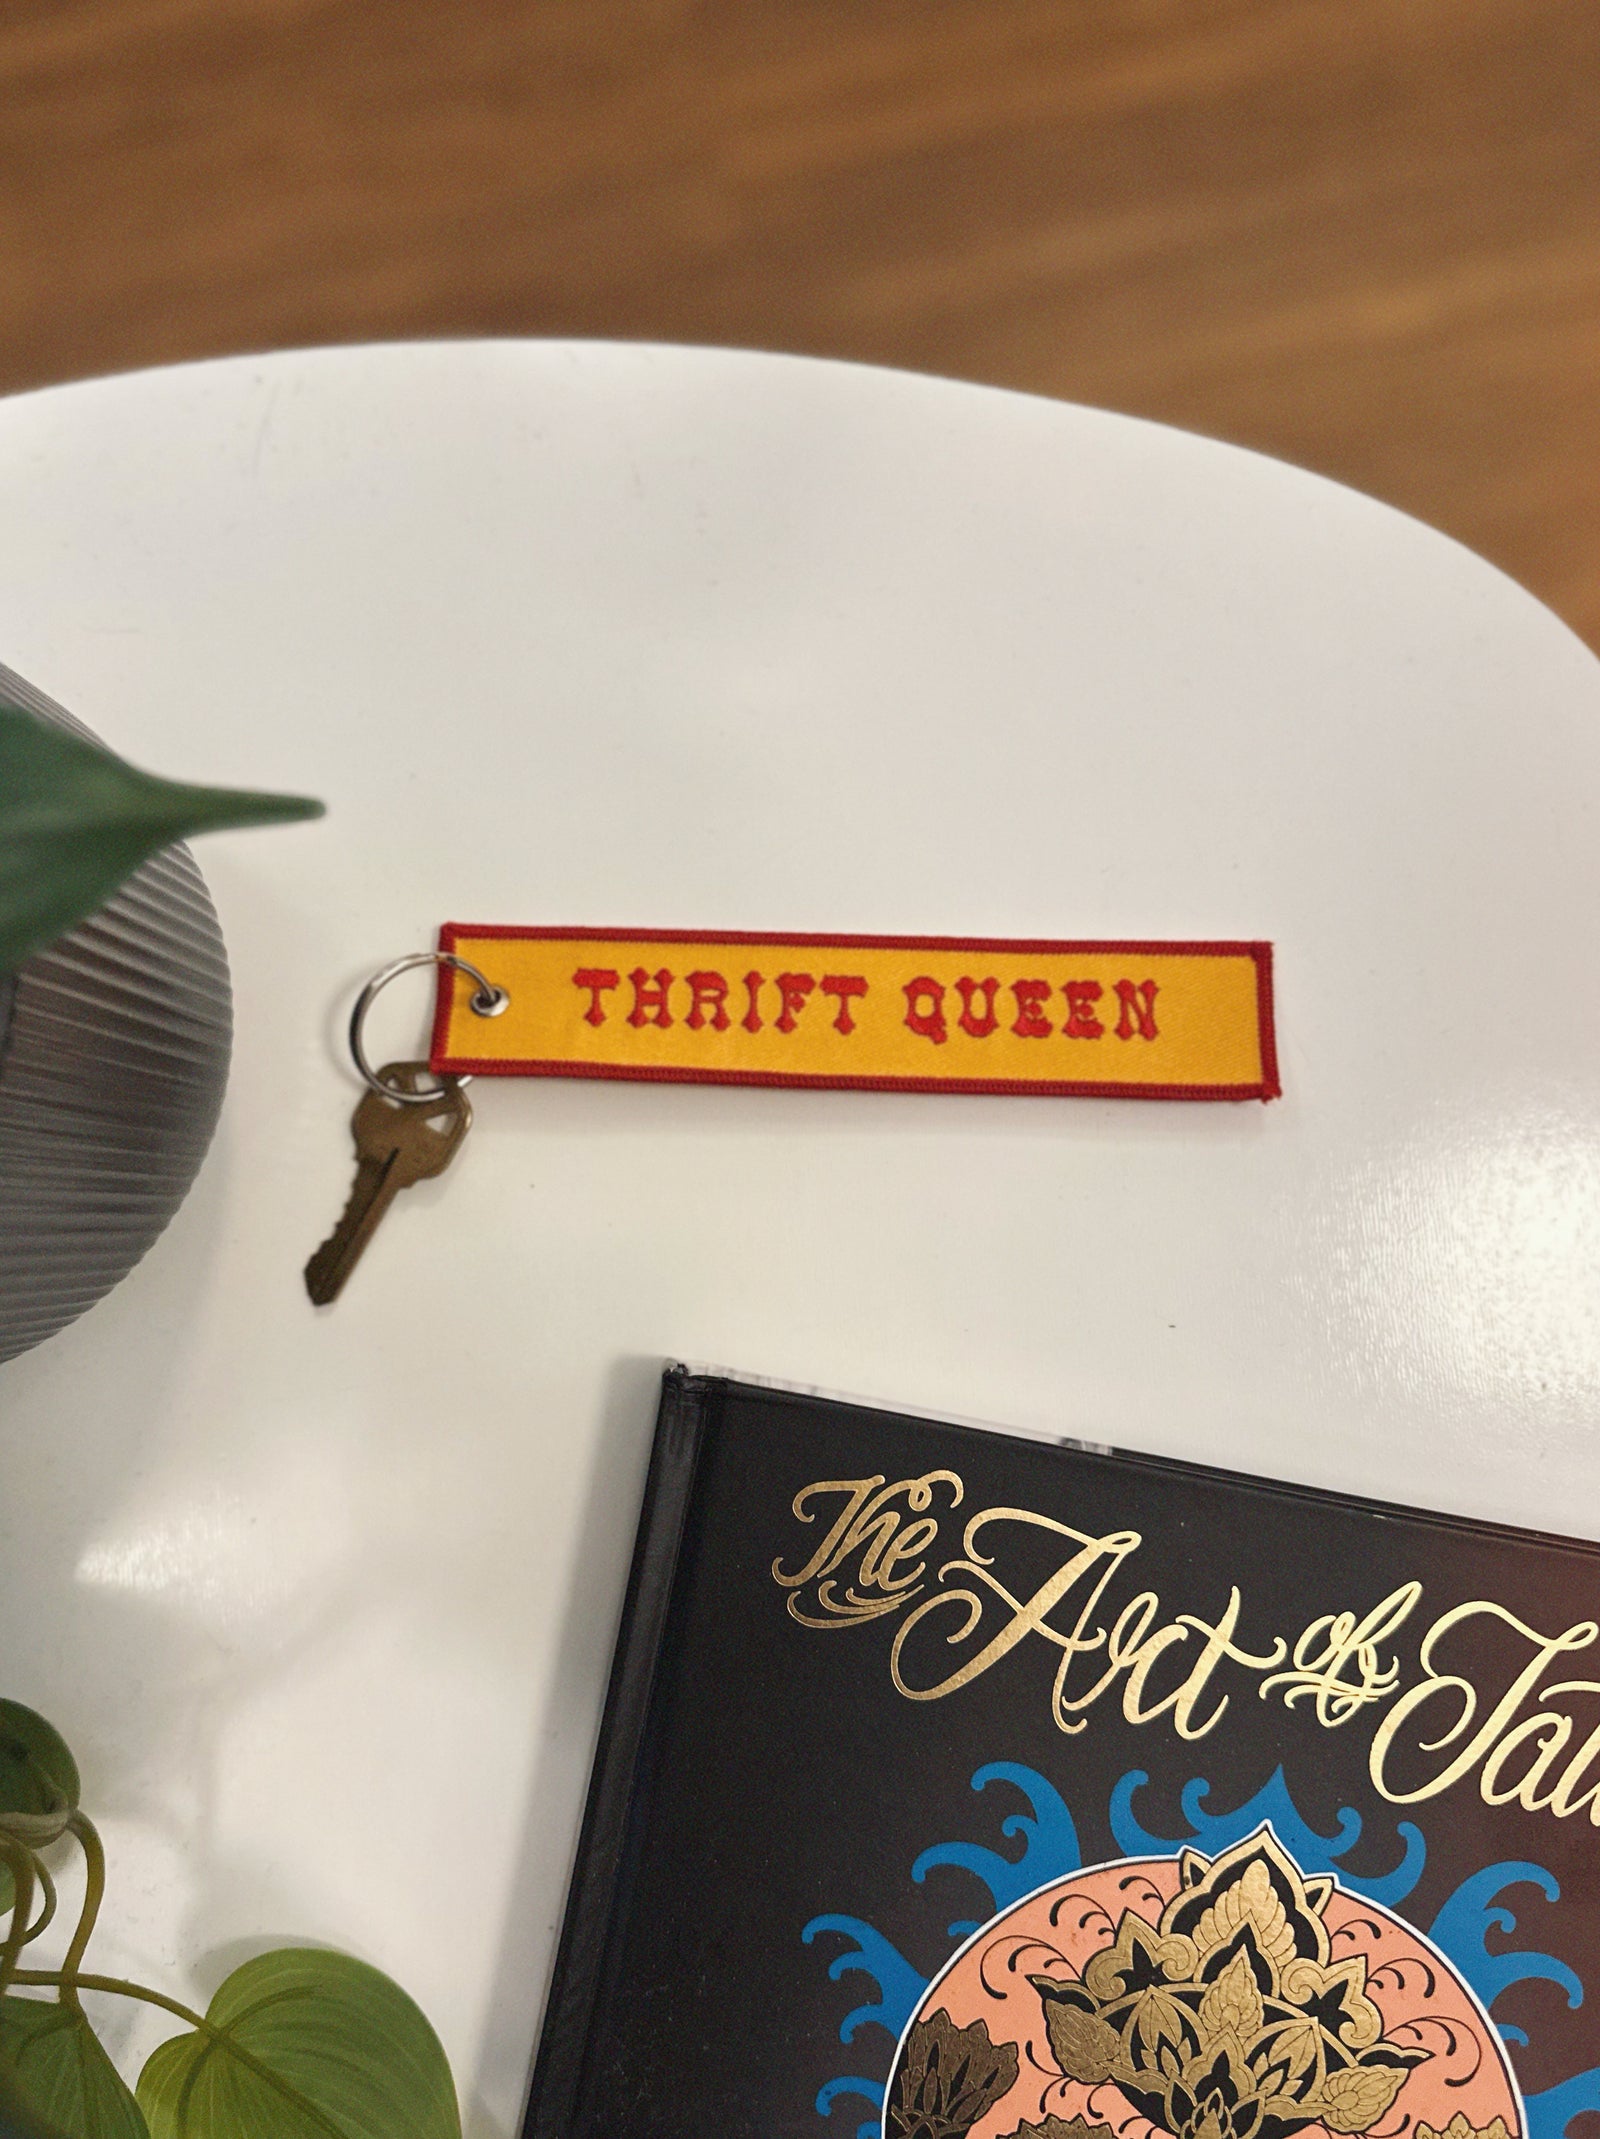 THRIFT QUEEN
The Art of